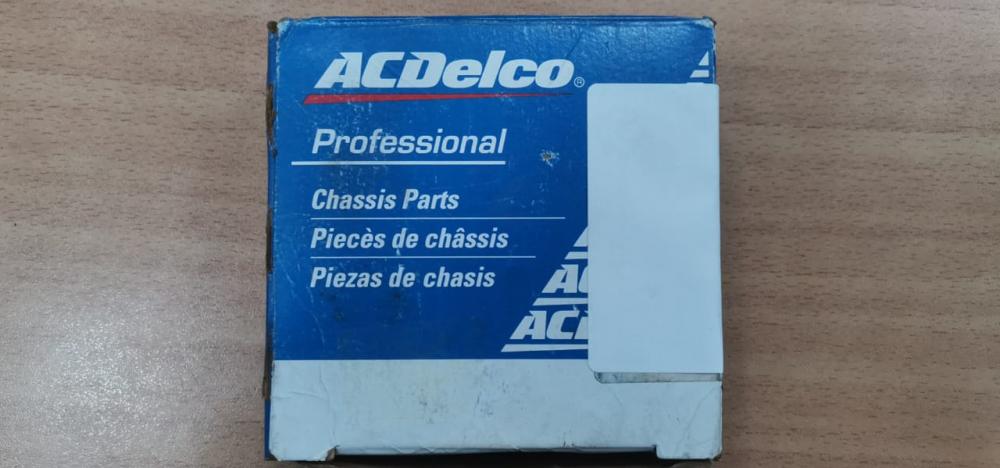 ACDelco®
Professional
Chassis Parts
Piecès de châssis
Piezas de chasis